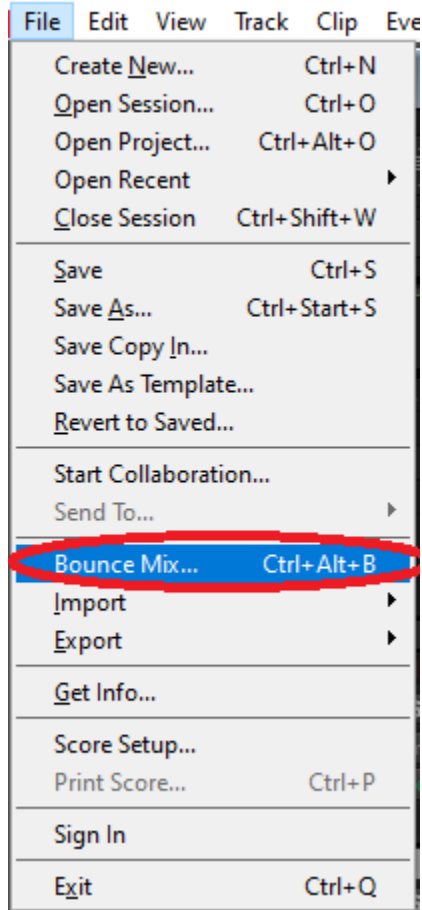 File Edit View Track Clip Eve
Create New... Ctrl+N
Open Session... Ctrl+O
Open Project... Ctrl+Alt+O
Open Recent
Close Session Ctrl+Shift+W
Save Ctrl+S
Save As... Ctrl+Start+S
Save Copy In...
Save As Template...
Revert to Saved...
Start Collaboration...
Send To...
Bounce Mix... Ctrl+Alt+B
Import
Export
Get Info...
Score Setup...
Print Score... Ctrl+P
Sign In
Exit Ctrl+Q